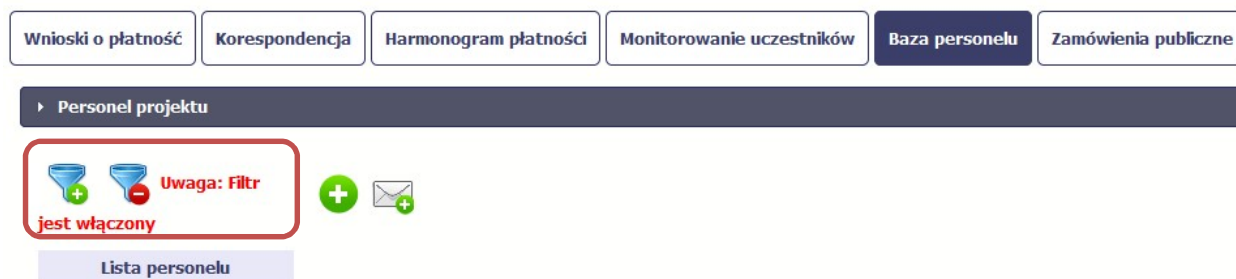 Wnioski o płatność Korespondencja Harmonogram płatności Monitorowanie uczestników Baza personelu Zamówienia publiczne
Personel projektu
Uwaga: Filtr
jest włączony
Lista personelu